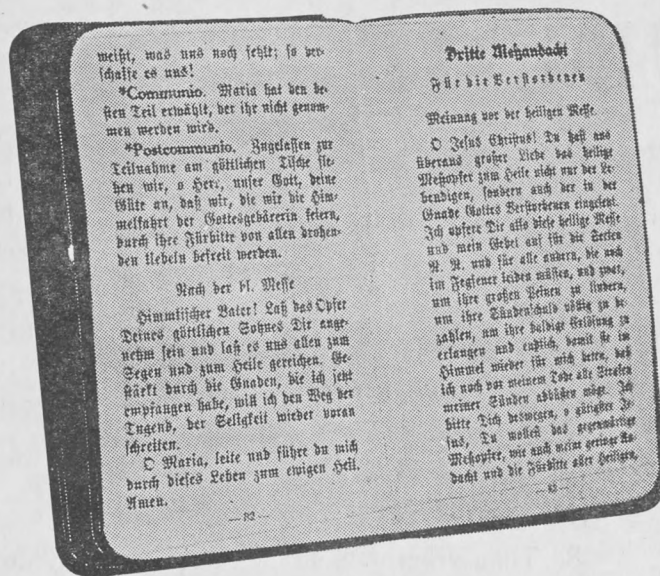 weißt, was uns noch fehlt; so ver-
schaffe es uns!
*Communio. Maria hat den be-
sten Teil erwählt, der ihr nicht genom-
men werden wird.
*Postcommunio. Zugelassen zur
Teilnahme am göttlichen Tische fle-
hen wir, o Herr, unser Gott, deine
Güte an, daß wir, die wir die Him-
melfahrt der Gottesgebärerin feiern,
durch ihre Fürbitte von allen drohen-
den Uebeln befreit werden.
Nach der hl. Messe
Himmlischer Vater! Laß das Opfer
Deines göttlichen Sohnes Dir ange-
nehm sein und laß es uns allen zum
Segen und zum Heile gereichen. Ge-
stärkt durch die Gnaden, die ich jetzt
empfangen habe, will ich den Weg der
Tugend, der Seligkeit wieder voran
schreiten.
O Maria, leite und führe du mich
durch dieses Leben zum ewigen Heil.
Amen.
— 82 —
Dritte Meßandacht
Für die Verstorbenen
Meinung vor der heiligen Messe.
O Jesus Christus! Du hast aus
überaus großer Liebe das heilige
Meßopfer zum Heile nicht nur der Le-
bendigen, sondern auch der in der
Gnade Gottes Verstorbenen eingesetzt.
Ich opfere Dir also diese heilige Messe
und mein Gebet auf für die Seelen
N. N. und für alle andern, die noch
im Fegfeuer leiden müssen, und zwar,
um ihre großen Peinen zu lindern,
um ihre Sündenschuld völlig zu be-
zahlen, um ihre baldige Erlösung zu
erlangen und endlich, damit sie im
Himmel wieder für mich beten, daß
ich noch vor meinem Tode alle Strafen
meiner Sünden abbüßen möge. Ich
bitte Dich deswegen, o gütigster Je-
sus, Du wollest das gegenwärtige
Meßopfer, wie auch meine geringe An-
dacht und die Fürbitte aller Heiligen,
— 83 —